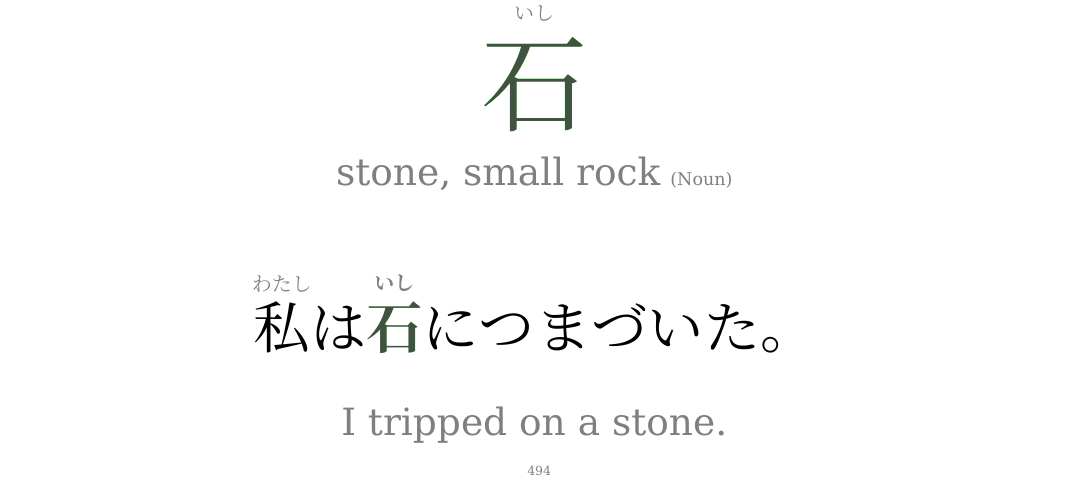 いし
石
stone, small rock (Noun)
わたし いし
私は石につまづいた。
I tripped on a stone.
494